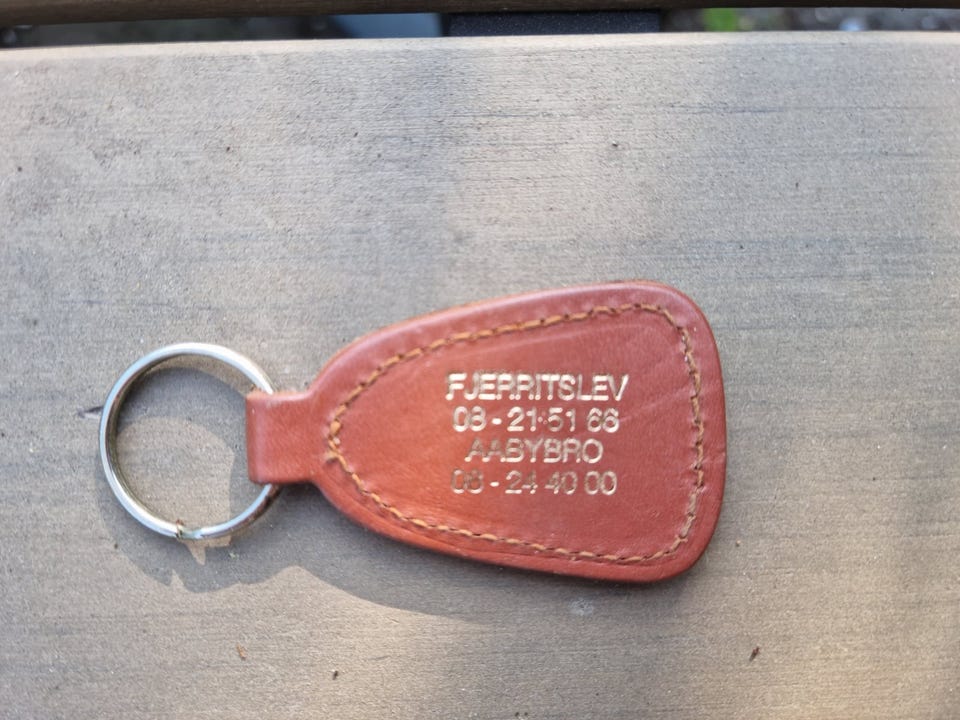 FJERRITSLEV
08 - 21 51 66
AABYBRO
08 - 24 40 00